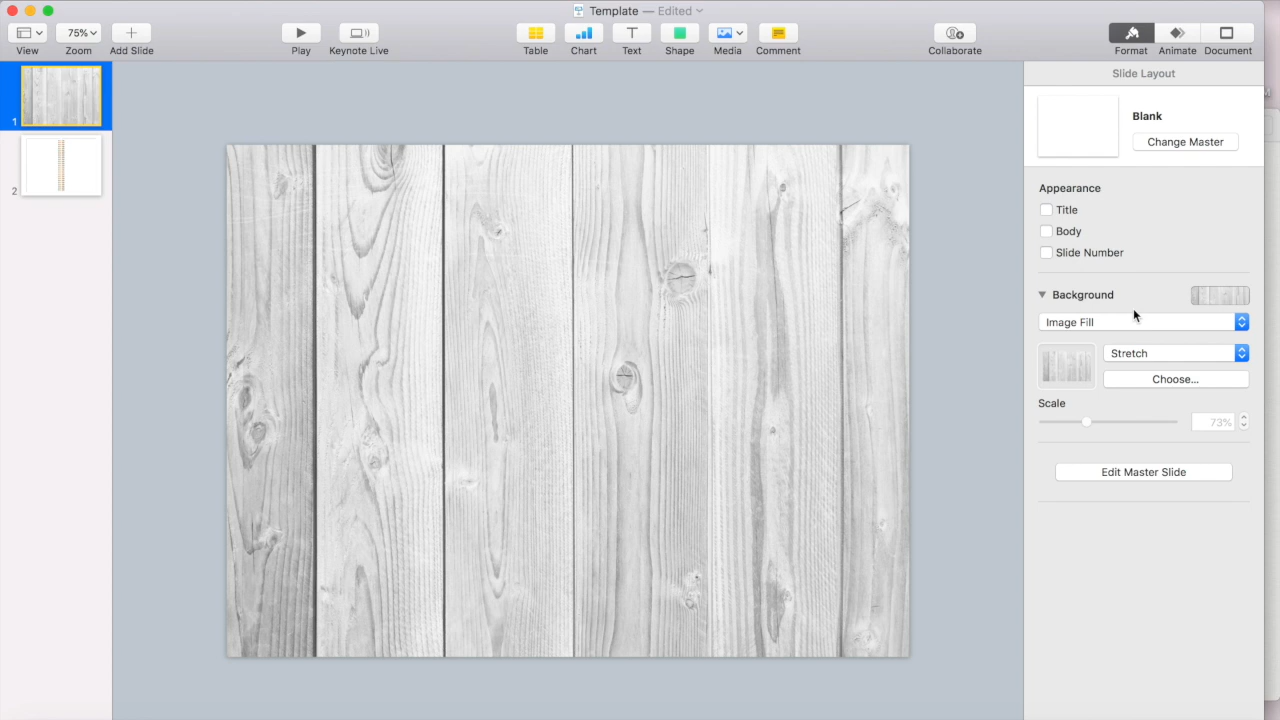 Template — Edited
75%
View
Zoom
Add Slide
Play
Keynote Live
Table
Chart
Text
Shape
Media
Comment
Collaborate
Format
Animate
Document
Slide Layout
1
2
Blank
Change Master
Appearance
Title
Body
Slide Number
Background
Image Fill
Stretch
Choose...
Scale
73%
Edit Master Slide